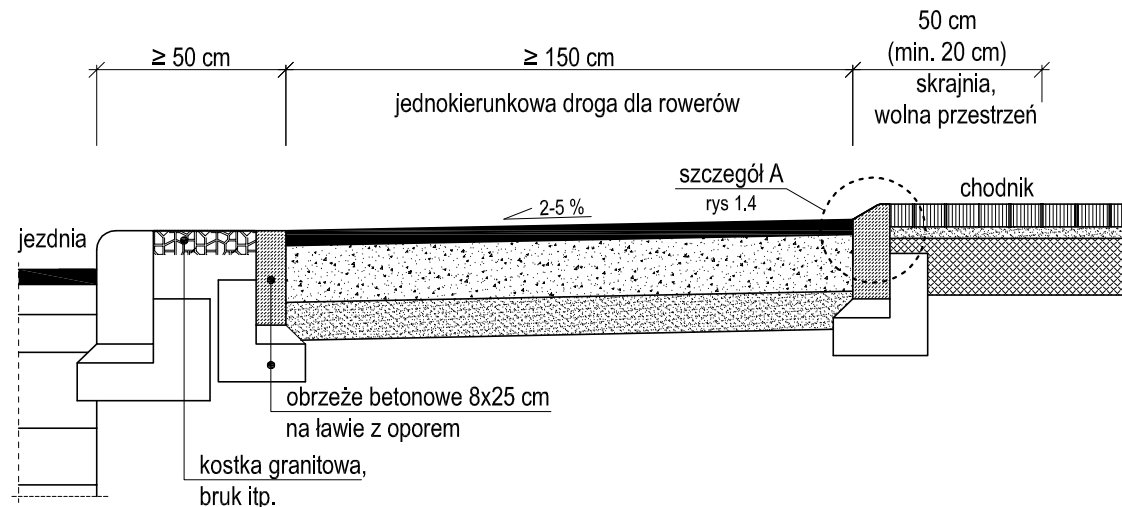 50 cm
(min. 20 cm)
skrajnia,
wolna przestrzeń
≥ 50 cm
≥ 150 cm
jednokierunkowa droga dla rowerów
szczegół A
rys 1.4
chodnik
2-5 %
jezdnia
obrzeże betonowe 8x25 cm
na ławie z oporem
kostka granitowa,
bruk itp.